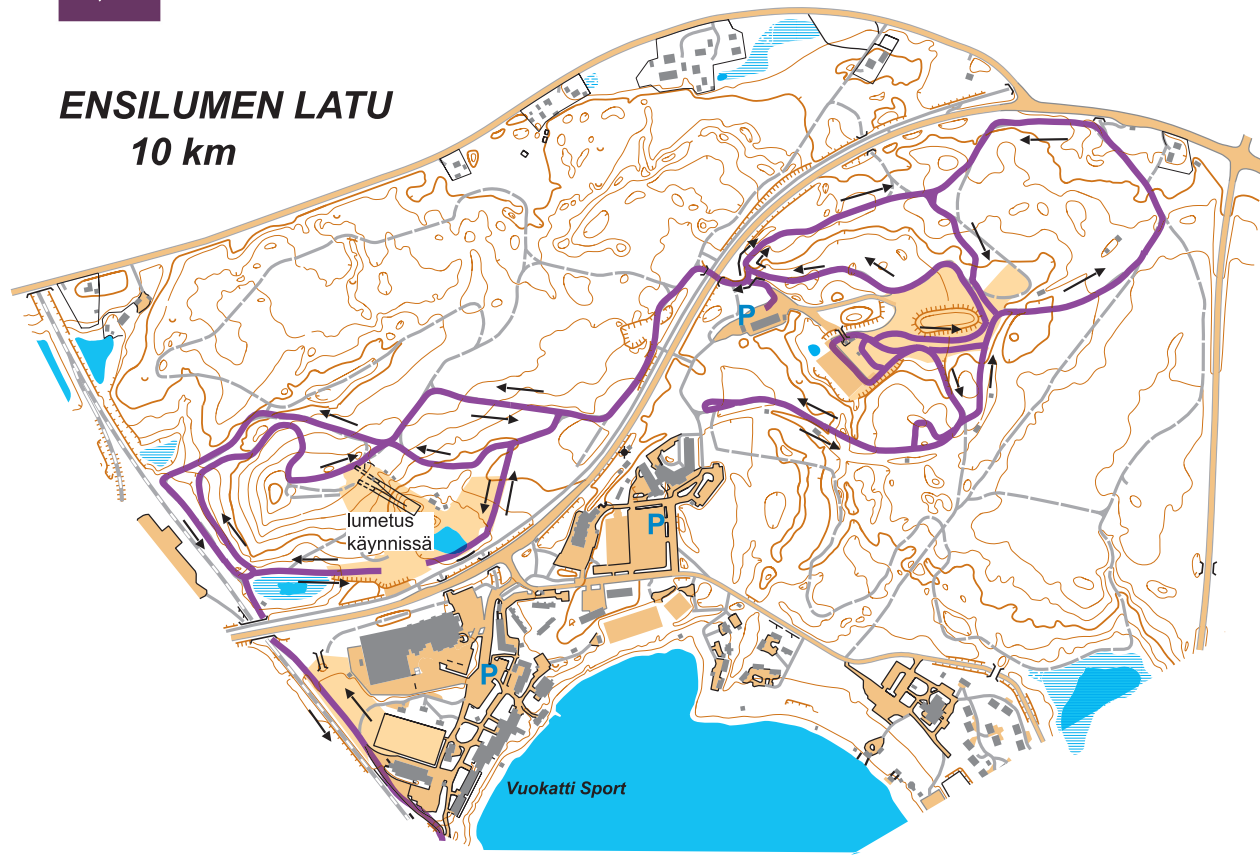 ENSILUMEN LATU
10 km
P
lumetus
käynnissä
P
P
Vuokatti Sport